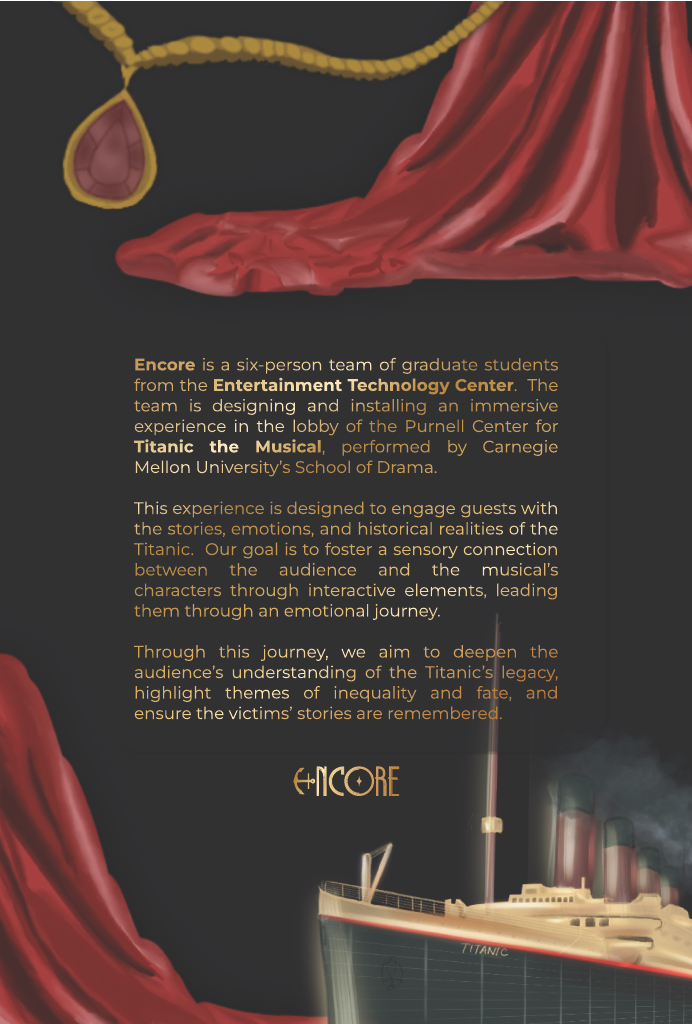 Encore is a six-person team of graduate students
from the Entertainment Technology Center. The
team is designing and installing an immersive
experience in the lobby of the Purnell Center for
Titanic the Musical, performed by Carnegie
Mellon University's School of Drama.
This experience is designed to engage guests with
the stories, emotions, and historical realities of the
Titanic. Our goal is to foster a sensory connection
between the audience and the musical's
characters through interactive elements, leading
them through an emotional journey.
Through this journey, we aim to deepen the
audience's understanding of the Titanic's legacy,
highlight themes of inequality and fate, and
ensure the victims' stories are remembered.
ENCORE
TITANIC